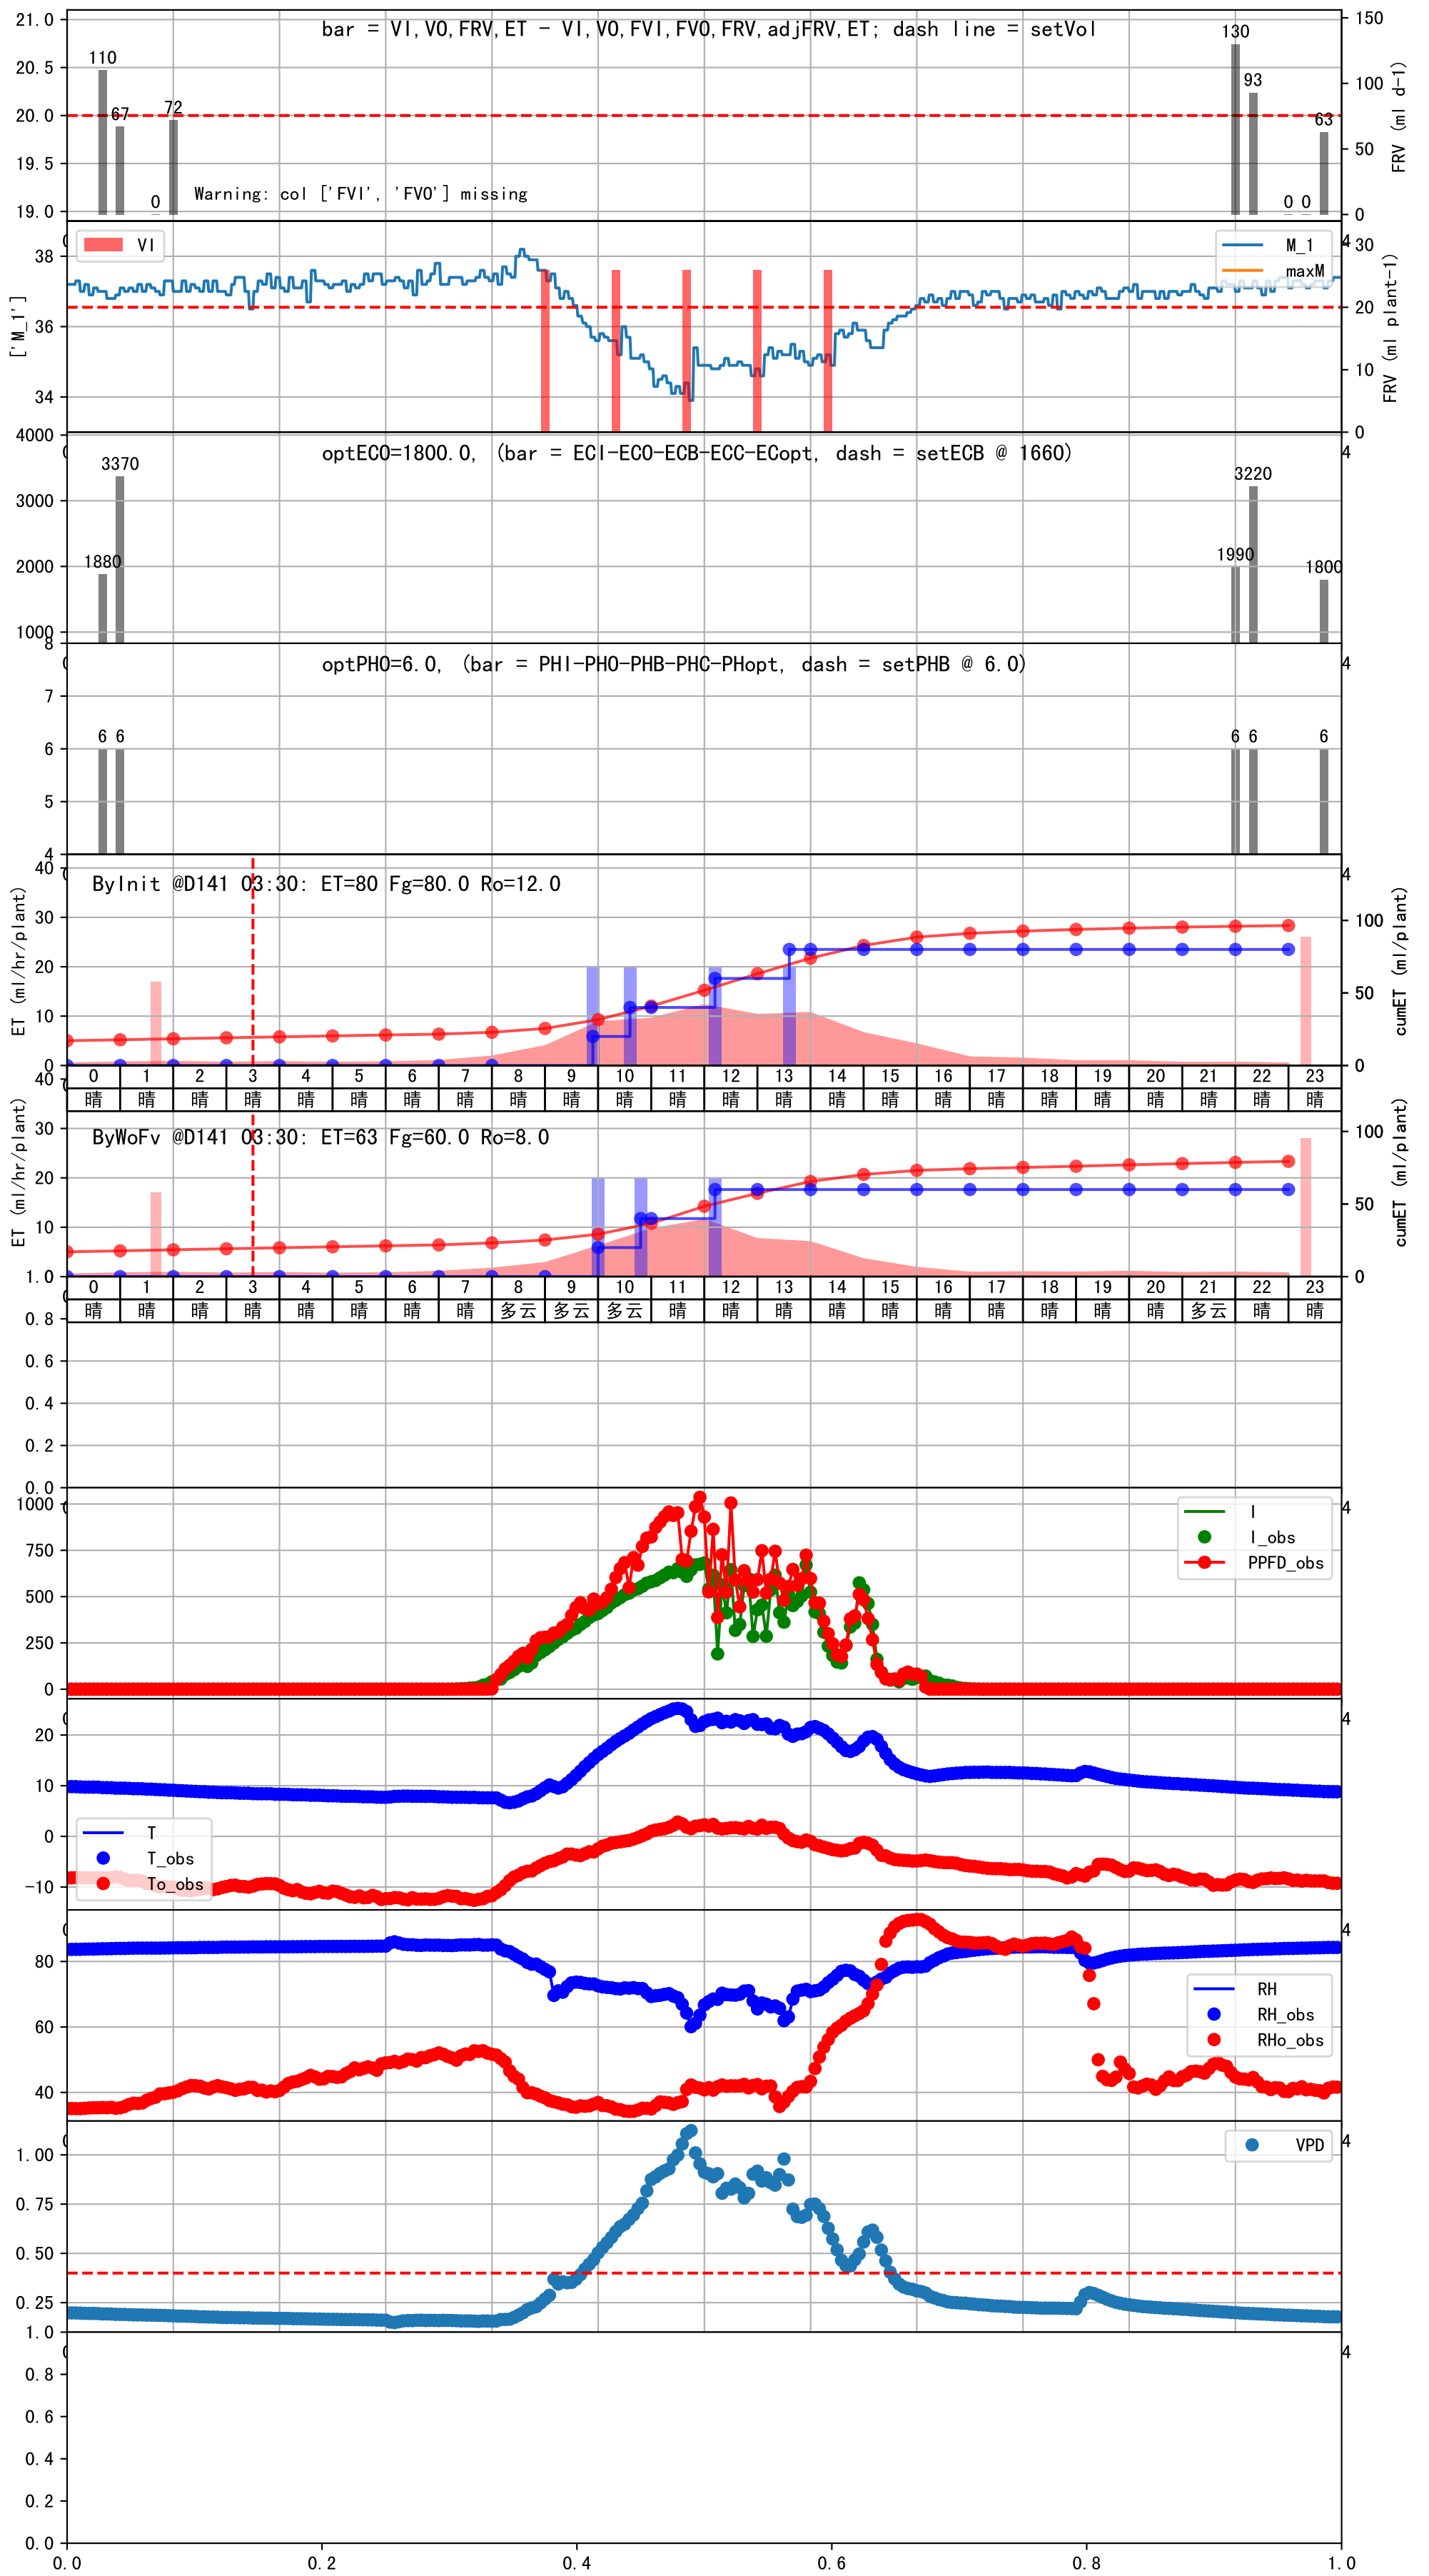 bar = VI,VO,FRV,ET - VI,VO,FVI,FVO,FRV,adjFRV,ET; dash line = setVol
21.0
20.5
20.0
19.5
19.0
150
100
50
0
FRV (ml d-1)
110
67
0
72
130
93
0 0
63
Warning: col ['FVI', 'FVO'] missing
VI
M_1
maxM
['M_1']
38
36
34
30
20
10
0
FRV (ml plant-1)
optECO=1800.0, (bar = ECI-ECO-ECB-ECC-ECopt, dash = setECB @ 1660)
4000
3000
2000
1000
1880
3370
1990
3220
1800
4
optPHO=6.0, (bar = PHI-PHO-PHB-PHC-PHopt, dash = setPHB @ 6.0)
8
7
6
5
4
6 6
6 6
6
4
ByInit @D141 03:30: ET=80 Fg=80.0 Ro=12.0
ET (ml/hr/plant)
40
30
20
10
0
100
50
0
cumET (ml/plant)
4
0 1 2 3 4 5 6 7 8 9 10 11 12 13 14 15 16 17 18 19 20 21 22 23
晴 晴 晴 晴 晴 晴 晴 晴 晴 晴 晴 晴 晴 晴 晴 晴 晴 晴 晴 晴 晴 晴 晴 晴
ByWoFv @D141 03:30: ET=63 Fg=60.0 Ro=8.0
ET (ml/hr/plant)
40
30
20
10
100
50
0
cumET (ml/plant)
0 1 2 3 4 5 6 7 8 9 10 11 12 13 14 15 16 17 18 19 20 21 22 23
晴 晴 晴 晴 晴 晴 晴 晴 多云 多云 多云 晴 晴 晴 晴 晴 晴 晴 晴 晴 晴 多云 晴 晴
1.0
0.8
0.6
0.4
0.2
0.0
4
1000
750
500
250
0
I
I_obs
PPFD_obs
4
20
10
0
-10
T
T_obs
To_obs
4
80
60
40
RH
RH_obs
RHo_obs
4
1.00
0.75
0.50
0.25
VPD
4
1.0
0.8
0.6
0.4
0.2
0.0
0.0 0.2 0.4 0.6 0.8 1.0